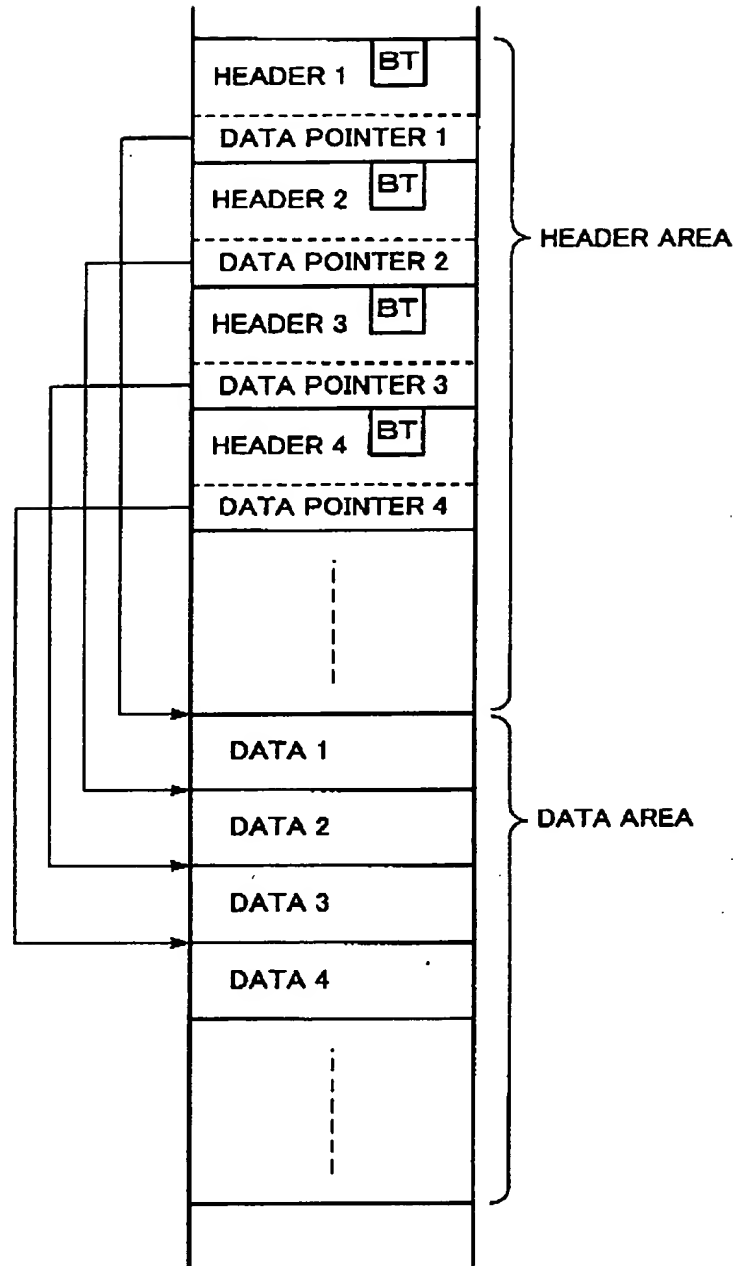 BT
HEADER 1
DATA POINTER 1
BT
HEADER 2
HEADER AREA
DATA POINTER 2
BT
HEADER 3
DATA POINTER 3
BT
HEADER 4
DATA POINTER 4
DATA 1
DATA 2
DATA AREA
DATA 3
DATA 4